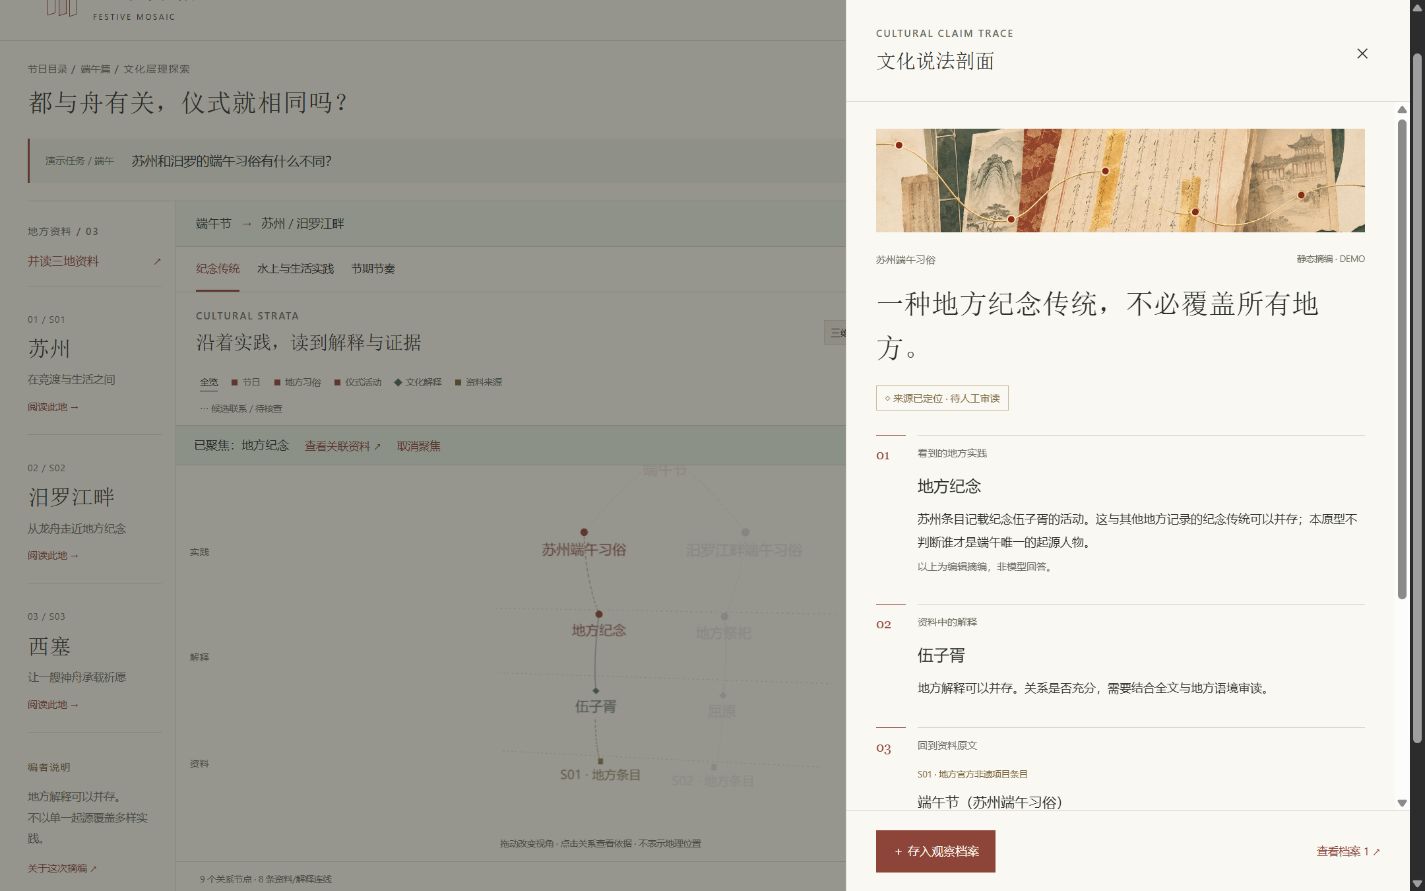 FESTIVE MOSAIC
节日目录 / 端午篇 / 文化层理探索
都与舟有关，仪式就相同吗？
演示任务 / 端午 苏州和汨罗的端午习俗有什么不同？
地方资料 / 03
并读三地资料 ↗
01 / S01
苏州
在竞渡与生活之间
阅读此地 →
02 / S02
汨罗江畔
从龙舟走近地方纪念
阅读此地 →
03 / S03
西塞
让一艘神舟承载祈愿
阅读此地 →
编者说明
地方解释可以并存。
不以单一起源覆盖多样实
践。
关于这次摘编 ↗
端午节 → 苏州 / 汨罗江畔
纪念传统 水上与生活实践 节期节奏
CULTURAL STRATA
沿着实践，读到解释与证据
三维
全览 节日 地方习俗 仪式活动 文化解释 资料来源
··· 候选联系 / 待核查
已聚焦：地方纪念 查看关联资料 ↗ 取消聚焦
端午节
实践
苏州端午习俗 汨罗江畔端午习俗
地方纪念 地方祭祀
解释
伍子胥 屈原
资料
S01 · 地方条目 S02 · 地方条目
拖动改变视角 · 点击关系查看依据 · 不表示地理位置
9 个关系节点 · 8 条资料/解释连线
CULTURAL CLAIM TRACE
文化说法剖面
×
苏州端午习俗 静态摘编 · DEMO
一种地方纪念传统，不必覆盖所有地
方。
◇ 来源已定位 · 待人工审读
01 看到的地方实践
地方纪念
苏州条目记载纪念伍子胥的活动。这与其他地方记录的纪念传统可以并存；本原型不
判断谁才是端午唯一的起源人物。
以上为编辑摘编，非模型回答。
02 资料中的解释
伍子胥
地方解释可以并存。关系是否充分，需要结合全文与地方语境审读。
03 回到资料原文
S01 · 地方官方非遗项目条目
端午节（苏州端午习俗）
＋ 存入观察档案
查看档案 1 ↗